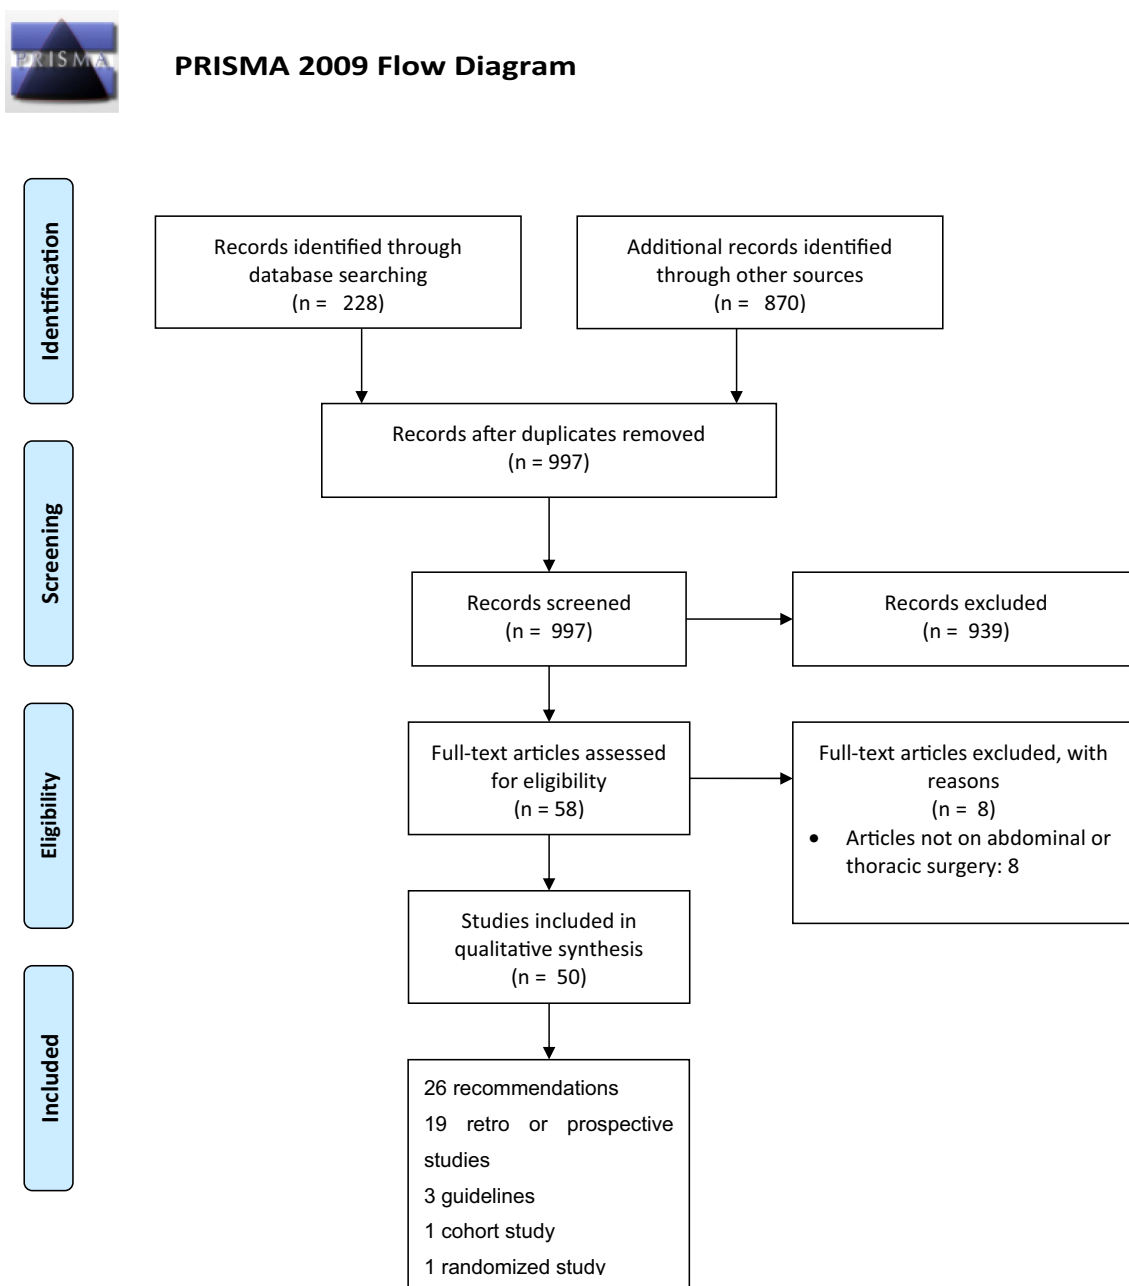 PRISMA
PRISMA 2009 Flow Diagram
Identification
Records identified through
database searching
(n = 228)
Additional records identified
through other sources
(n = 870)
Records after duplicates removed
(n = 997)
Screening
Records screened
(n = 997)
Records excluded
(n = 939)
Eligibility
Full-text articles assessed
for eligibility
(n = 58)
Full-text articles excluded, with
reasons
(n = 8)
• Articles not on abdominal or
thoracic surgery: 8
Studies included in
qualitative synthesis
(n = 50)
Included
26 recommendations
19 retro or prospective
studies
3 guidelines
1 cohort study
1 randomized study